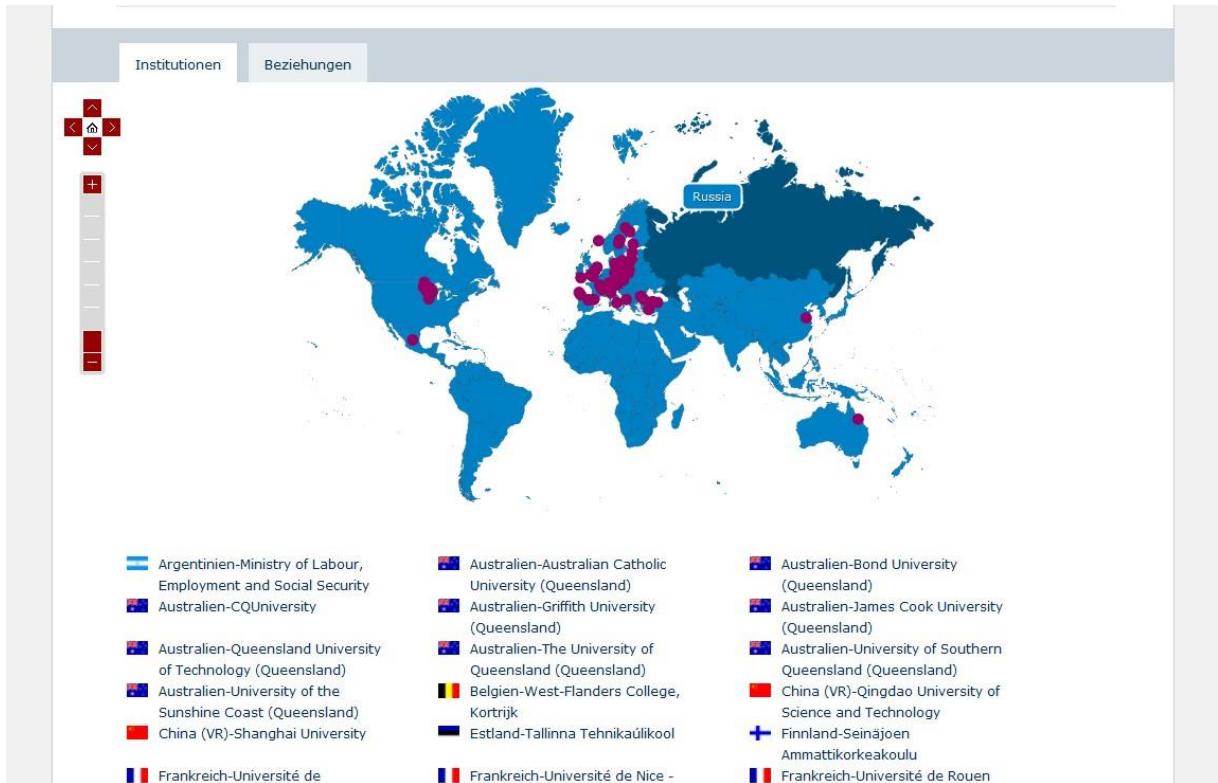 Institutionen
Beziehungen
Russia
Argentinien-Ministry of Labour,
Employment and Social Security
Australien-Australian Catholic
University (Queensland)
Australien-Bond University
(Queensland)
Australien-CQUniversity
Australien-Griffith University
(Queensland)
Australien-James Cook University
(Queensland)
Australien-Queensland University
of Technology (Queensland)
Australien-The University of
Queensland (Queensland)
Australien-University of Southern
Queensland (Queensland)
Australien-University of the
Sunshine Coast (Queensland)
Belgien-West-Flanders College,
Kortrijk
China (VR)-Qingdao University of
Science and Technology
China (VR)-Shanghai University
Estland-Tallinna Tehnikaúlikool
Finnland-Seinäjoen
Ammattikorkeakoulu
Frankreich-Université de
Frankreich-Université de Nice -
Frankreich-Université de Rouen